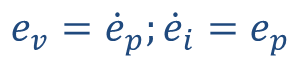 e_v = ė_p; ė_i = e_p